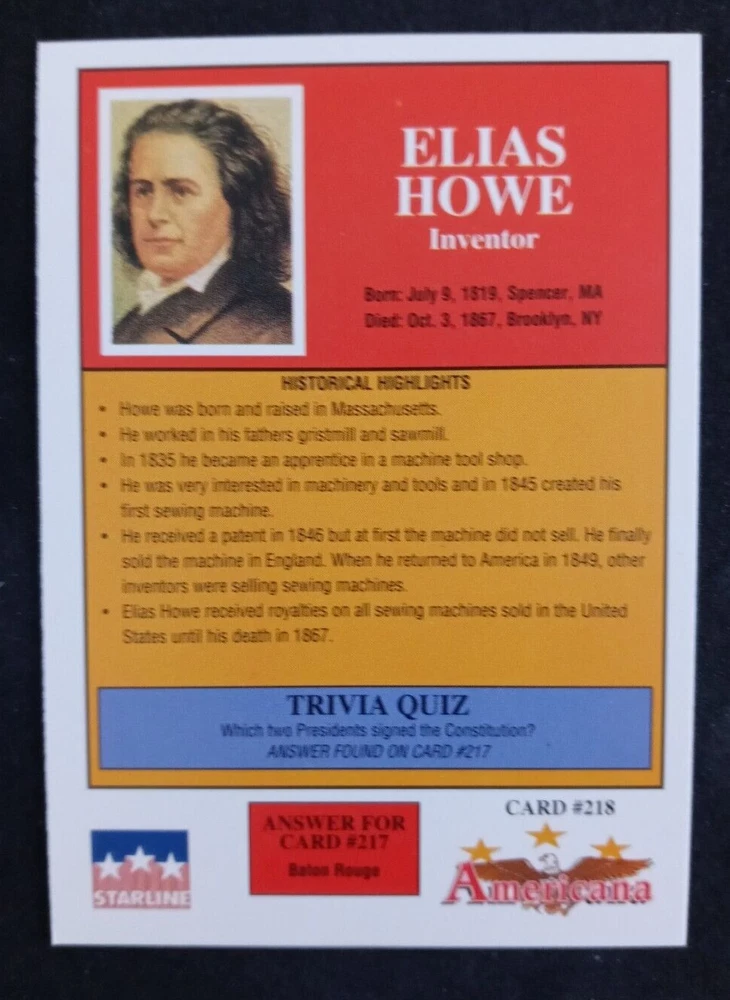 ELIAS
HOWE
Inventor
Born: July 9, 1819, Spencer, MA
Died: Oct. 3, 1867, Brooklyn, NY
HISTORICAL HIGHLIGHTS
• Howe was born and raised in Massachusetts.
• He worked in his fathers gristmill and sawmill.
• In 1835 he became an apprentice in a machine tool shop.
• He was very interested in machinery and tools and in 1845 created his
first sewing machine.
• He received a patent in 1846 but at first the machine did not sell. He finally
sold the machine in England. When he returned to America in 1849, other
inventors were selling sewing machines.
• Elias Howe received royalties on all sewing machines sold in the United
States until his death in 1867.
TRIVIA QUIZ
Which two Presidents signed the Constitution?
ANSWER FOUND ON CARD #217
CARD #218
ANSWER FOR
CARD #217
Baton Rouge
STARLINE
Americana